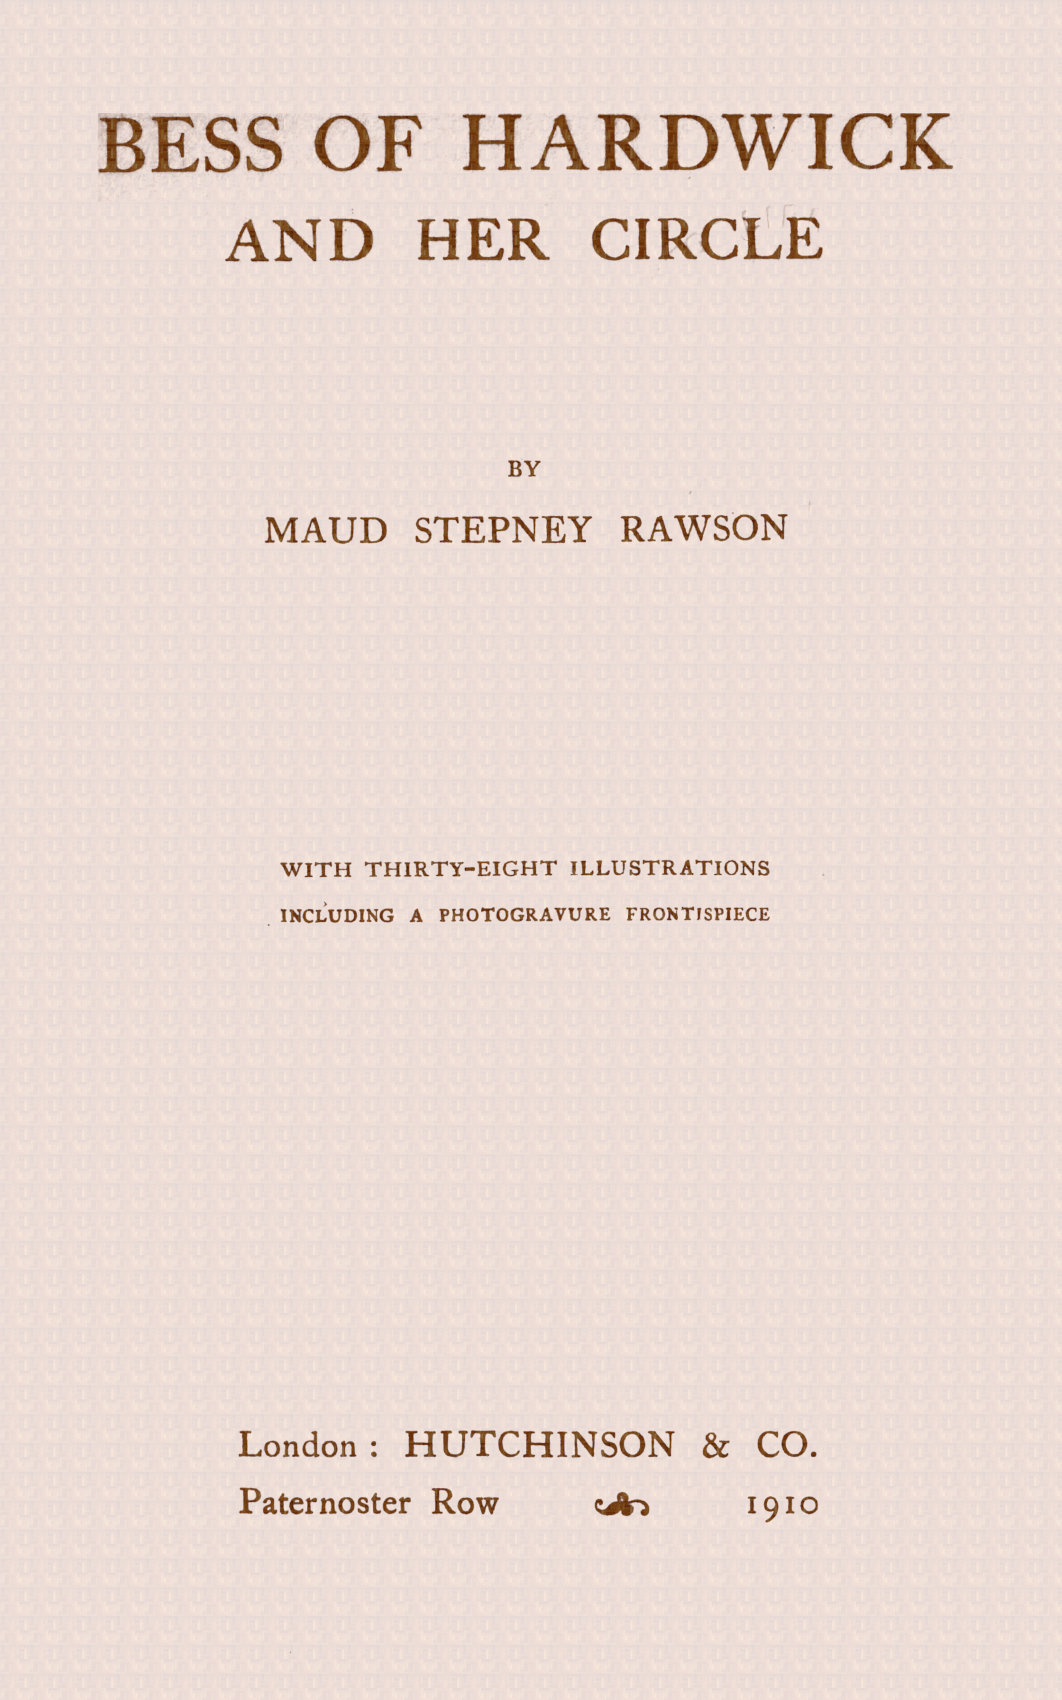 BESS OF HARDWICK
AND HER CIRCLE
BY
MAUD STEPNEY RAWSON
WITH THIRTY-EIGHT ILLUSTRATIONS
INCLUDING A PHOTOGRAVURE FRONTISPIECE
London : HUTCHINSON & CO.
Paternoster Row 1910